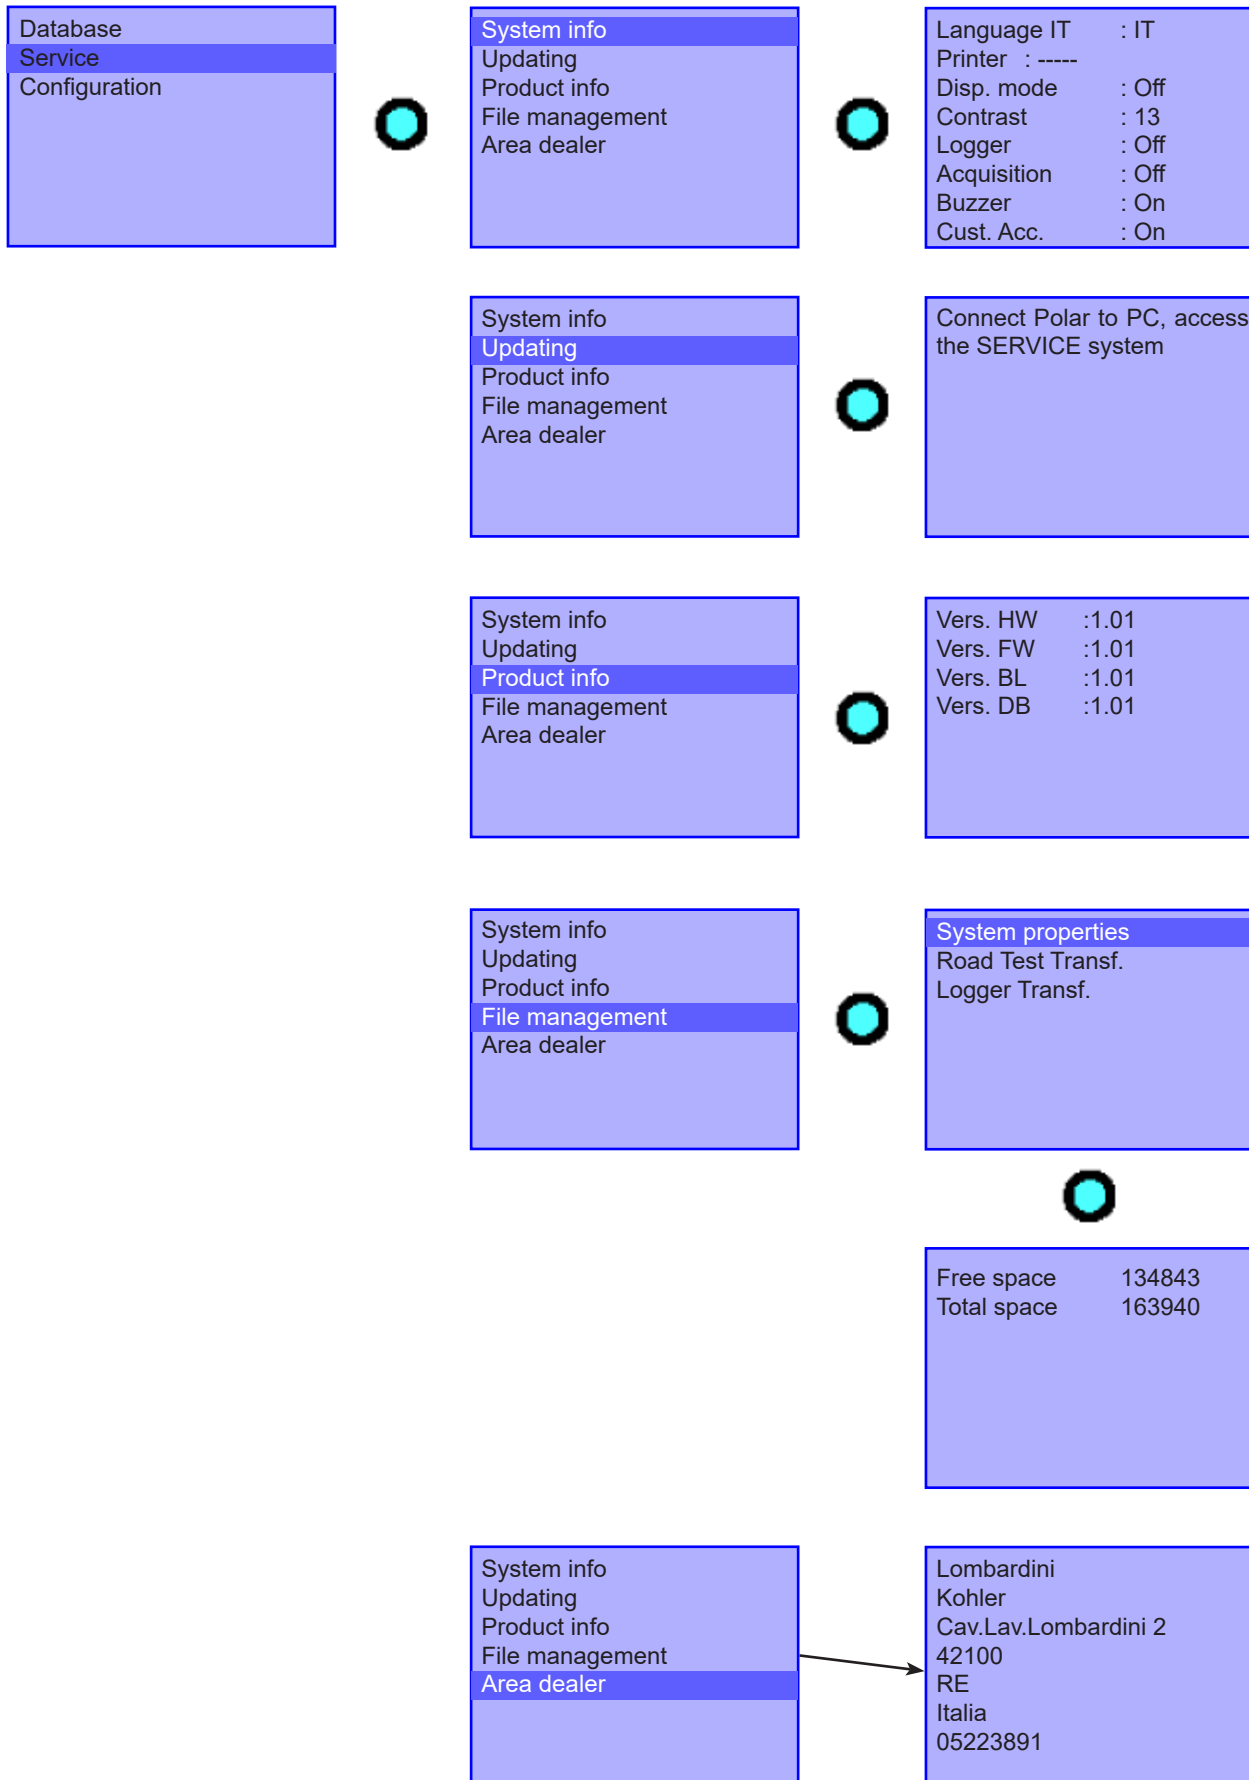 Database
Service
Configuration
System info
Updating
Product info
File management
Area dealer
Language IT : IT
Printer : -----
Disp. mode : Off
Contrast : 13
Logger : Off
Acquisition : Off
Buzzer : On
Cust. Acc. : On
System info
Updating
Product info
File management
Area dealer
Connect Polar to PC, access
the SERVICE system
System info
Updating
Product info
File management
Area dealer
Vers. HW :1.01
Vers. FW :1.01
Vers. BL :1.01
Vers. DB :1.01
System info
Updating
Product info
File management
Area dealer
System properties
Road Test Transf.
Logger Transf.
Free space 134843
Total space 163940
System info
Updating
Product info
File management
Area dealer
Lombardini
Kohler
Cav.Lav.Lombardini 2
42100
RE
Italia
05223891